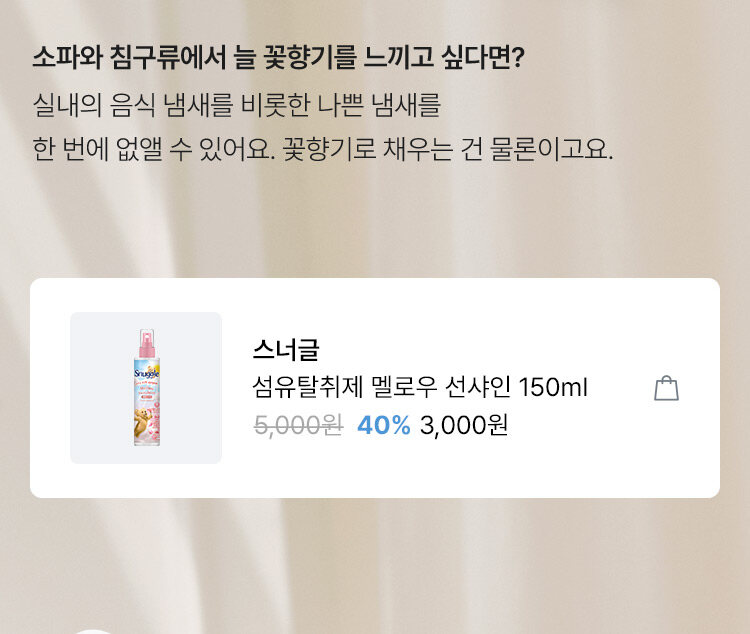 소파와 침구류에서 늘 꽃향기를 느끼고 싶다면?
실내의 음식 냄새를 비롯한 나쁜 냄새를
한 번에 없앨 수 있어요. 꽃향기로 채우는 건 물론이고요.
Snuggle
스너글
섬유탈취제 멜로우 선샤인 150ml
5,000원 40% 3,000원